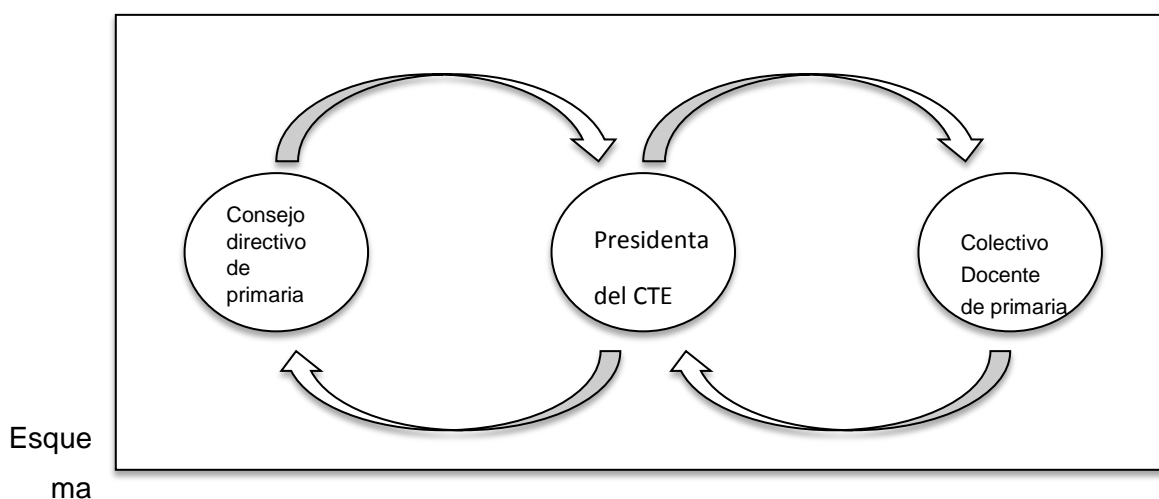 Consejo
directivo
de
primaria
Presidenta
del CTE
Colectivo
Docente
de primaria
Esque
ma